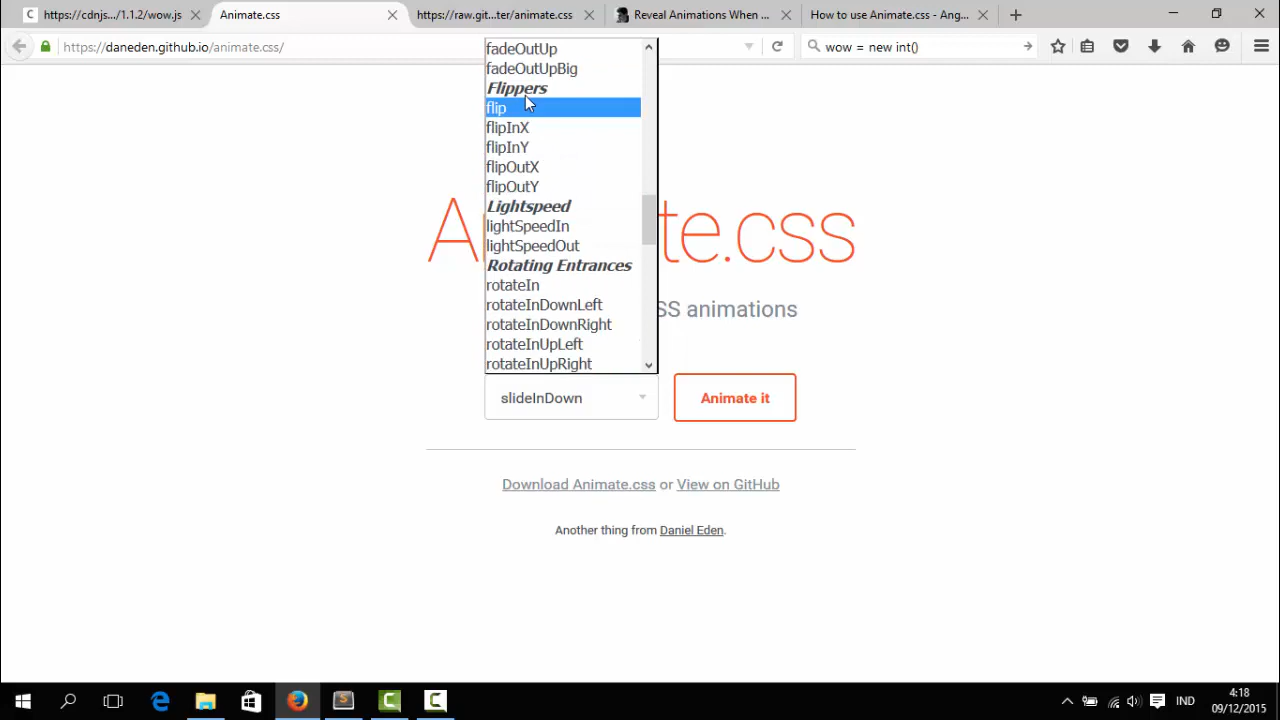 https://cdnjs.../1.1.2/wow.js
Animate.css
https://raw.git...ter/animate.css
Reveal Animations When ...
How to use Animate.css - Ang...
https://daneden.github.io/animate.css/
wow = new int()
fadeOutUp
fadeOutUpBig
Flippers
flip
flipInX
flipInY
flipOutX
flipOutY
Lightspeed
lightSpeedIn
lightSpeedOut
Rotating Entrances
rotateIn
rotateInDownLeft
rotateInDownRight
rotateInUpLeft
rotateInUpRight
te.css
SS animations
slideInDown
Animate it
Download Animate.css or View on GitHub
Another thing from Daniel Eden.
IND
4:18
09/12/2015